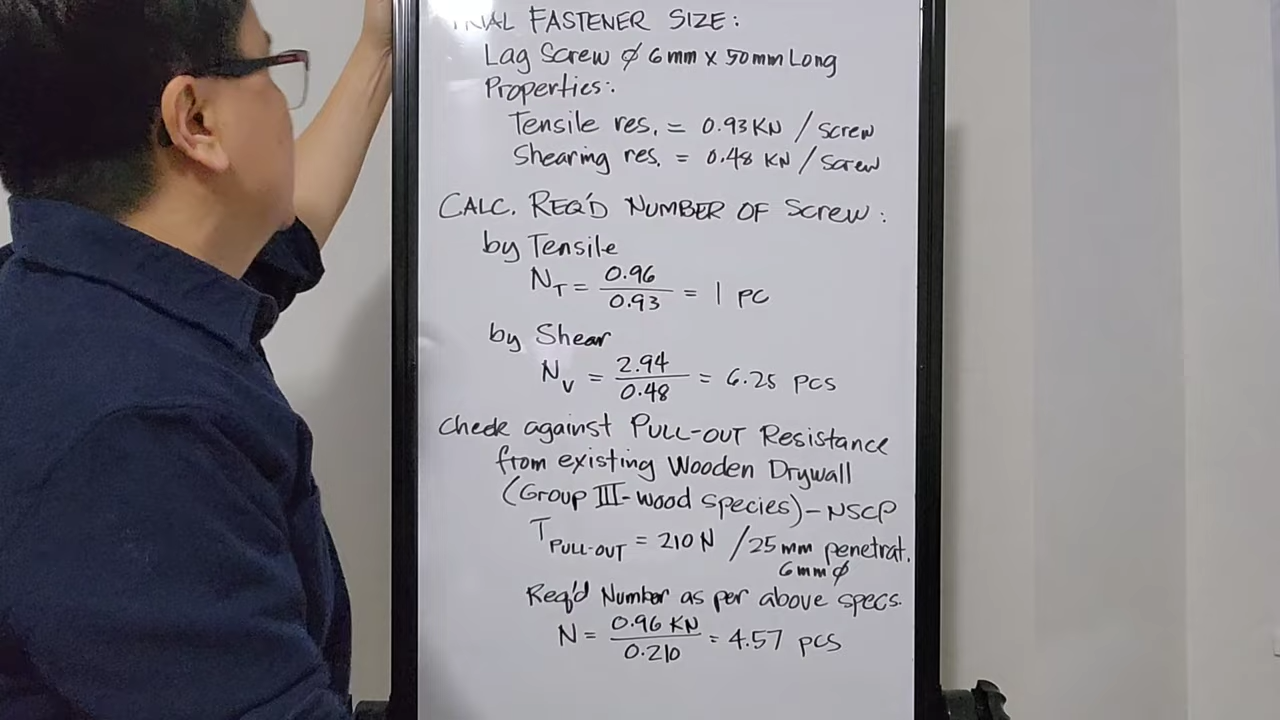 FASTENER SIZE:
Lag Screw ϕ 6mm x 50mm Long
Properties:
Tensile res. = 0.93 KN / screw
Shearing res. = 0.48 KN / screw
CALC. REQ'D NUMBER OF SCREW:
by Tensile
N_T = 0.96 / 0.93 = 1 pc
by Shear
N_V = 2.94 / 0.48 = 6.25 pcs
Check against PULL-OUT Resistance
from existing Wooden Drywall
(Group III - wood species) - NSCP
T_PULL-OUT = 210 N / 25 mm penetrat.
6mm ϕ
Req'd Number as per above specs.
N = 0.96 KN / 0.210 = 4.57 pcs